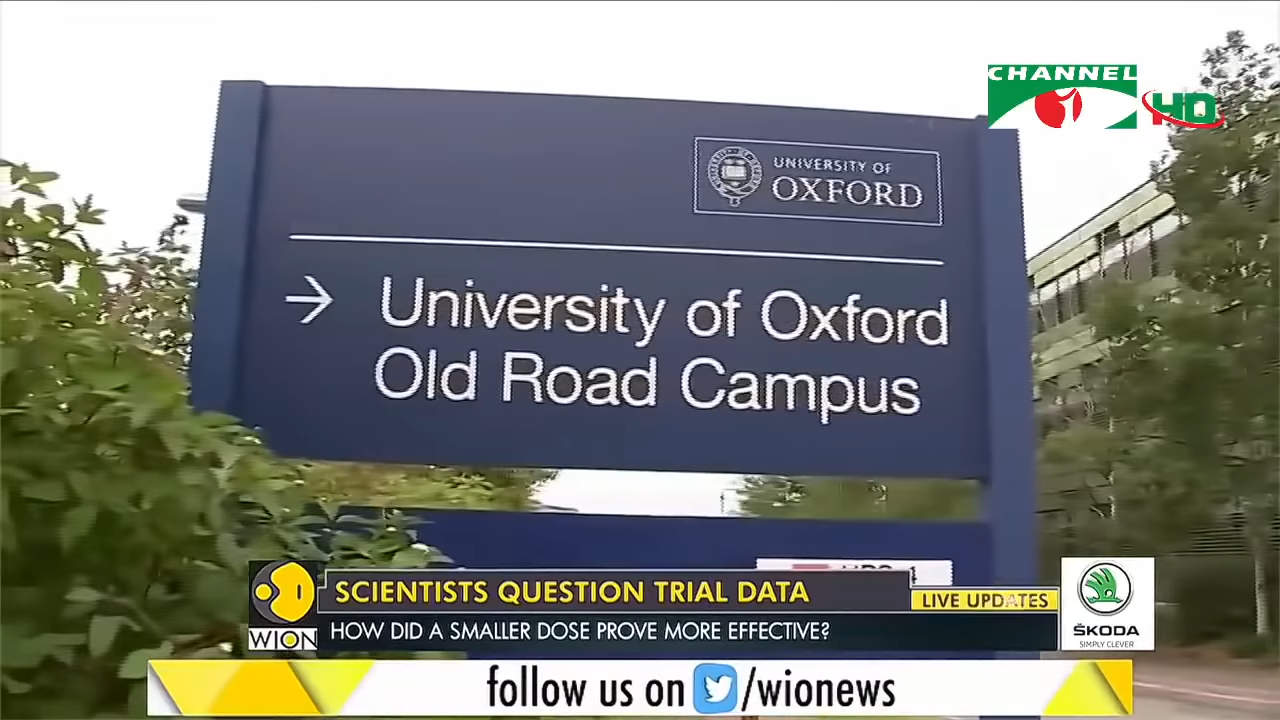 CHANNEL i HD
UNIVERSITY OF
OXFORD
→ University of Oxford
Old Road Campus
SCIENTISTS QUESTION TRIAL DATA
LIVE UPDATES
WION
HOW DID A SMALLER DOSE PROVE MORE EFFECTIVE?
ŠKODA
SIMPLY CLEVER
follow us on /wionews